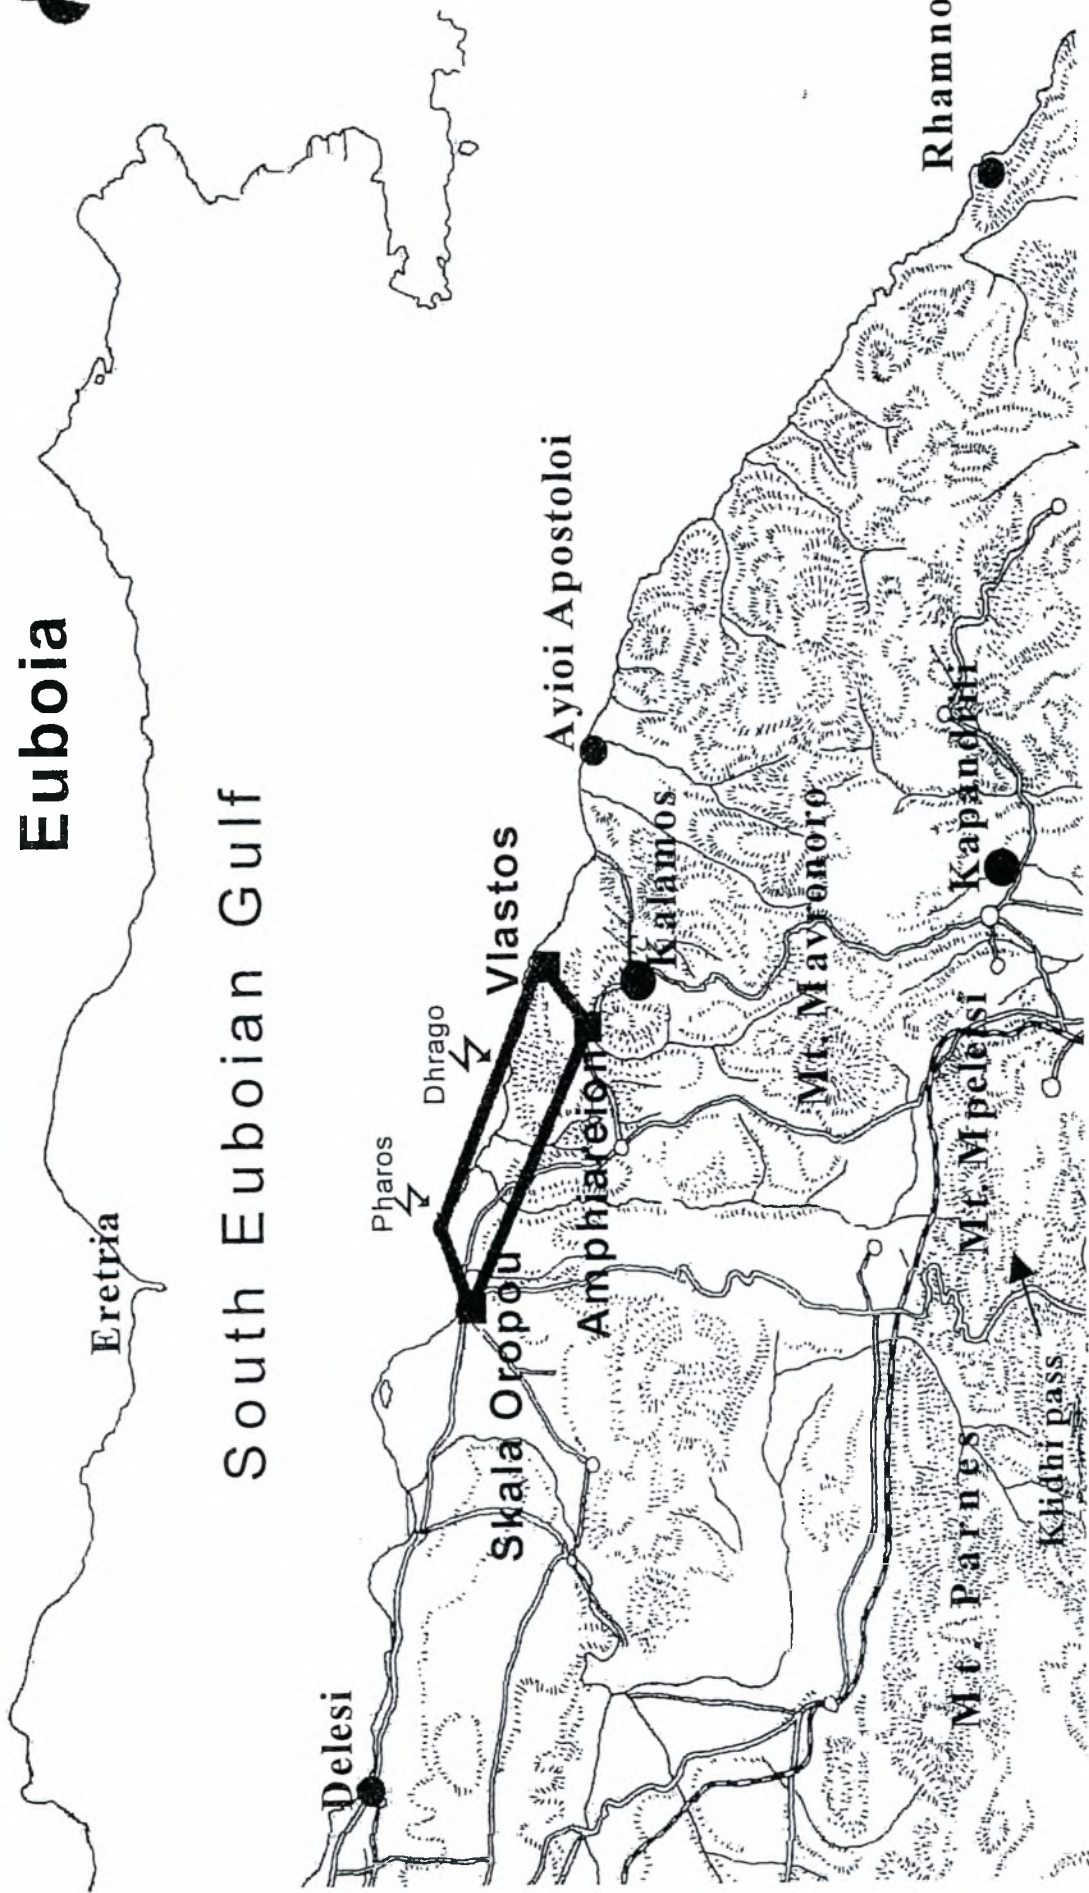 Euboia
Eretria
South Euboian Gulf
Pharos
Dhrago
Vlastos
Ayioi Apostoloi
Delesi
Skala Oropou
Amphiareion
Kalamos
Mt. Mavronoro
Rhamno
Kapandriti
Mt. Mpeletsi
Mt. Parnes
Klidhi pass